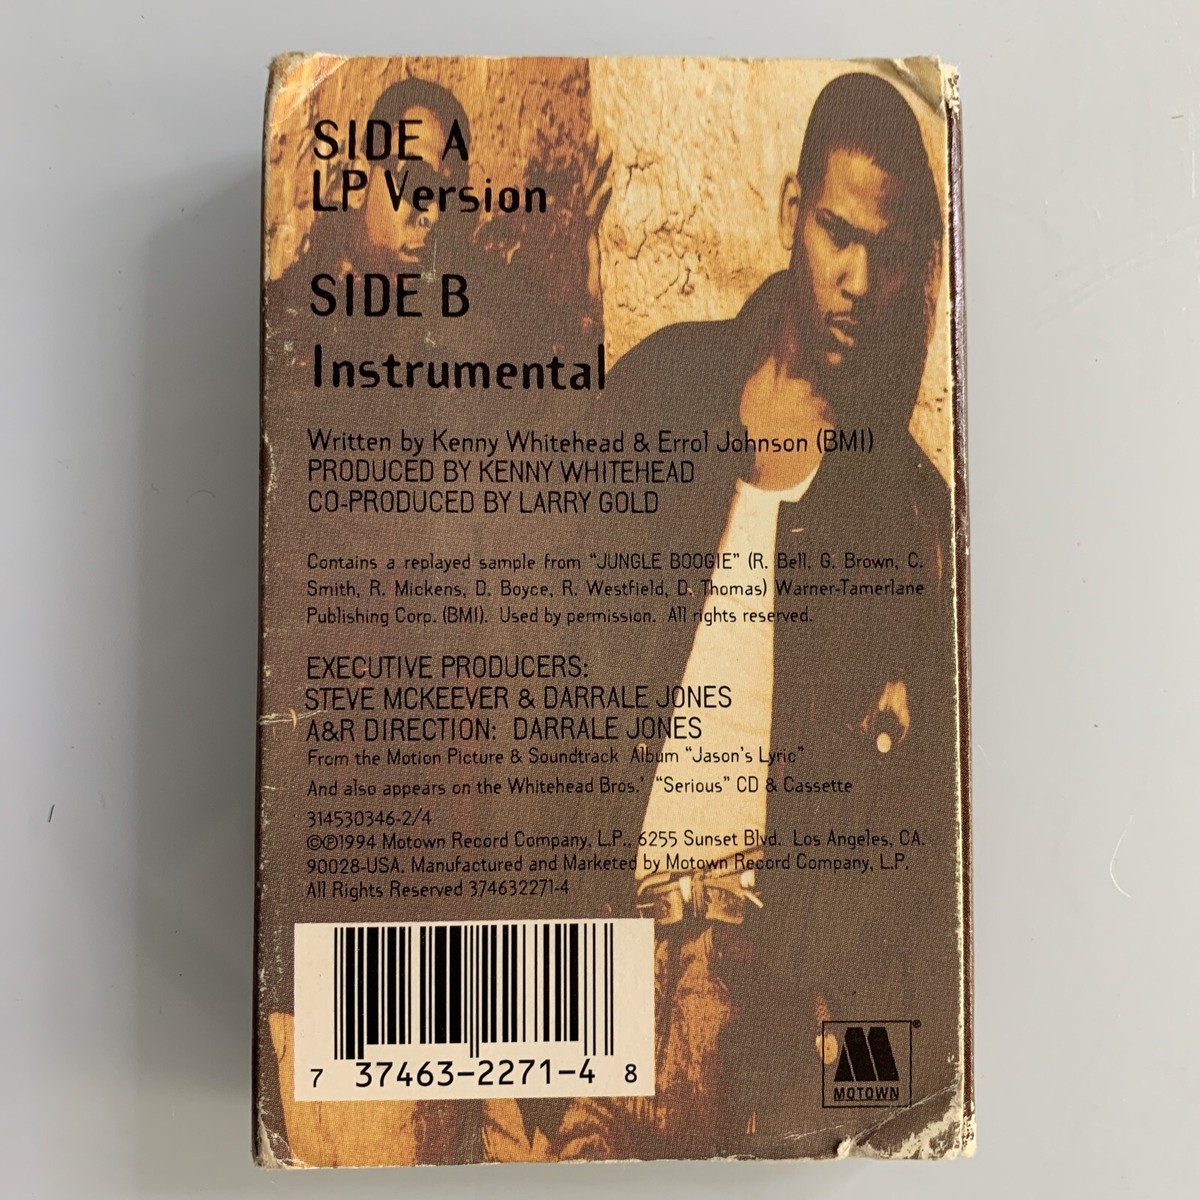 SIDE A
LP Version
SIDE B
Instrumental
Written by Kenny Whitehead & Errol Johnson (BMI)
PRODUCED BY KENNY WHITEHEAD
CO-PRODUCED BY LARRY GOLD
Contains a replayed sample from "JUNGLE BOOGIE" (R. Bell, G. Brown, C.
Smith, R. Mickens, D. Boyce, R. Westfield, D. Thomas) Warner-Tamerlane
Publishing Corp. (BMI). Used by permission. All rights reserved.
EXECUTIVE PRODUCERS:
STEVE MCKEEVER & DARRALE JONES
A&R DIRECTION: DARRALE JONES
From the Motion Picture & Soundtrack Album "Jason's Lyric"
And also appears on the Whitehead Bros.' "Serious" CD & Cassette
314530346-2/4
©℗1994 Motown Record Company, L.P., 6255 Sunset Blvd. Los Angeles, CA.
90028-USA. Manufactured and Marketed by Motown Record Company, L.P.
All Rights Reserved 374632271-4
7 37463-2271-4 8
MOTOWN®